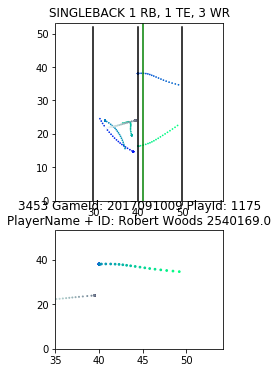 SINGLEBACK 1 RB, 1 TE, 3 WR
50
40
30
20
10
0
30 40 50
3453 GameId: 2017091009 PlayId: 1175
PlayerName + ID: Robert Woods 2540169.0
40
20
0
35 40 45 50